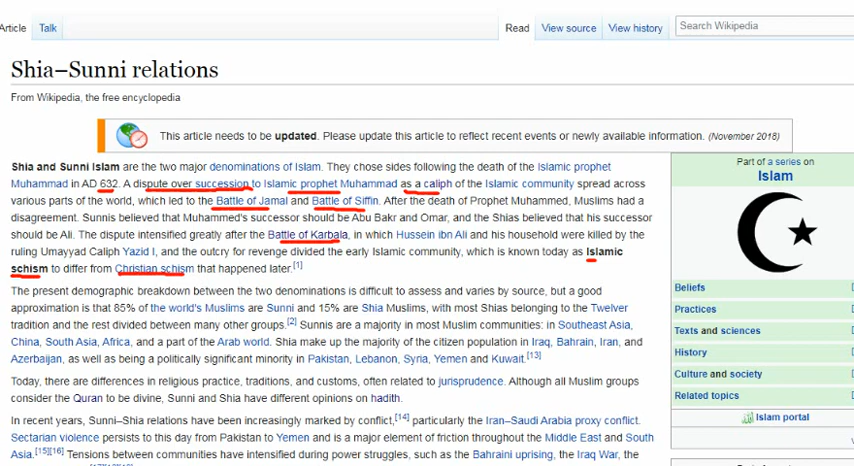 Article Talk Read View source View history Search Wikipedia
Shia–Sunni relations
From Wikipedia, the free encyclopedia
This article needs to be updated. Please update this article to reflect recent events or newly available information. (November 2018)
Shia and Sunni Islam are the two major denominations of Islam. They chose sides following the death of the Islamic prophet
Muhammad in AD 632. A dispute over succession to Islamic prophet Muhammad as a caliph of the Islamic community spread across
various parts of the world, which led to the Battle of Jamal and Battle of Siffin. After the death of Prophet Muhammed, Muslims had a
disagreement. Sunnis believed that Muhammed's successor should be Abu Bakr and Omar, and the Shias believed that his successor
should be Ali. The dispute intensified greatly after the Battle of Karbala, in which Hussein ibn Ali and his household were killed by the
ruling Umayyad Caliph Yazid I, and the outcry for revenge divided the early Islamic community, which is known today as Islamic
schism to differ from Christian schism that happened later.[1]
The present demographic breakdown between the two denominations is difficult to assess and varies by source, but a good
approximation is that 85% of the world's Muslims are Sunni and 15% are Shia Muslims, with most Shias belonging to the Twelver
tradition and the rest divided between many other groups.[2] Sunnis are a majority in most Muslim communities: in Southeast Asia,
China, South Asia, Africa, and a part of the Arab world. Shia make up the majority of the citizen population in Iraq, Bahrain, Iran, and
Azerbaijan, as well as being a politically significant minority in Pakistan, Lebanon, Syria, Yemen and Kuwait.[13]
Today, there are differences in religious practice, traditions, and customs, often related to jurisprudence. Although all Muslim groups
consider the Quran to be divine, Sunni and Shia have different opinions on hadith.
In recent years, Sunni–Shia relations have been increasingly marked by conflict,[14] particularly the Iran–Saudi Arabia proxy conflict.
Sectarian violence persists to this day from Pakistan to Yemen and is a major element of friction throughout the Middle East and South
Asia.[15][16] Tensions between communities have intensified during power struggles, such as the Bahraini uprising, the Iraq War, the
Part of a series on
Islam
Beliefs
Practices
Texts and sciences
History
Culture and society
Related topics
Islam portal